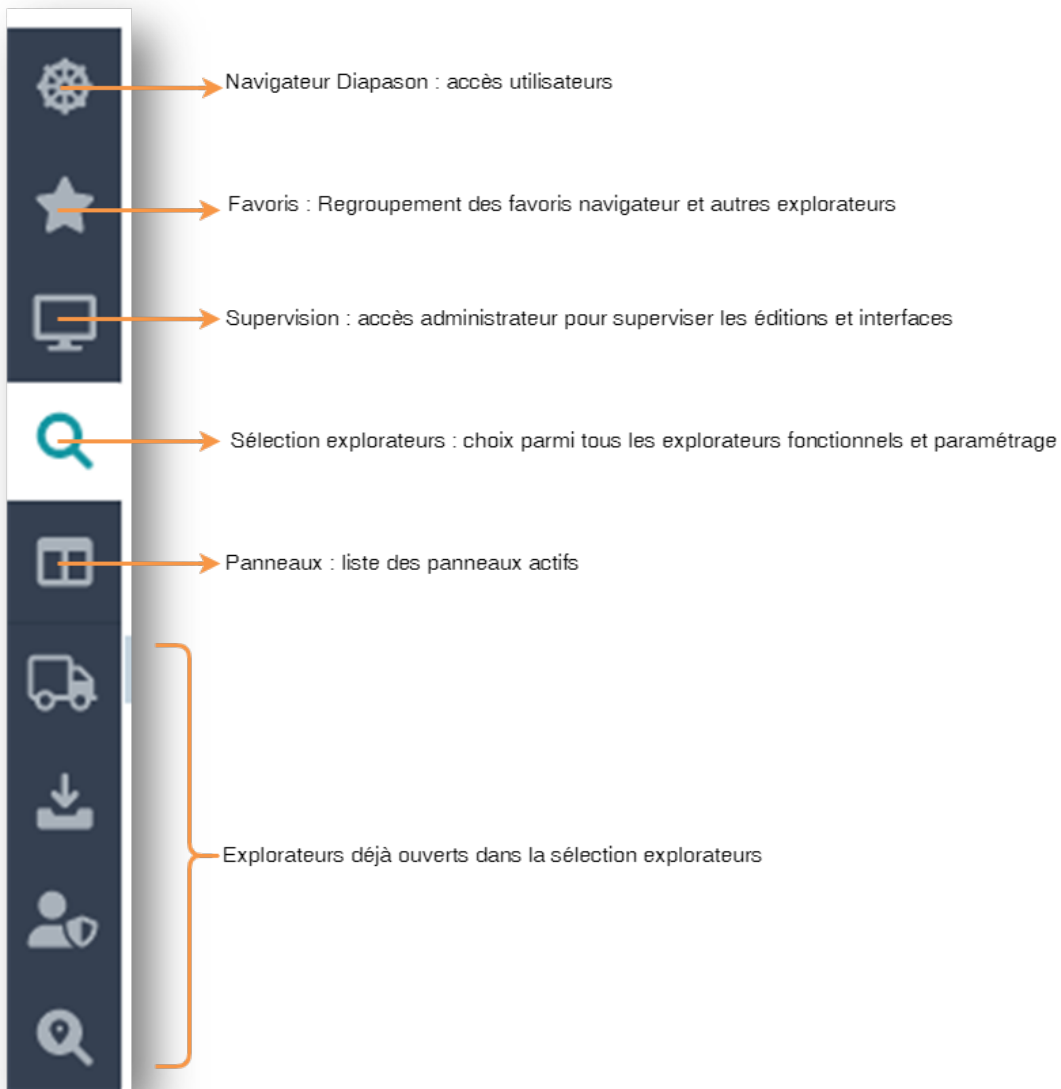 Navigateur Diapason : accès utilisateurs
Favoris : Regroupement des favoris navigateur et autres explorateurs
Supervision : accès administrateur pour superviser les éditions et interfaces
Sélection explorateurs : choix parmi tous les explorateurs fonctionnels et paramétrage
Panneaux : liste des panneaux actifs
Explorateurs déjà ouverts dans la sélection explorateurs